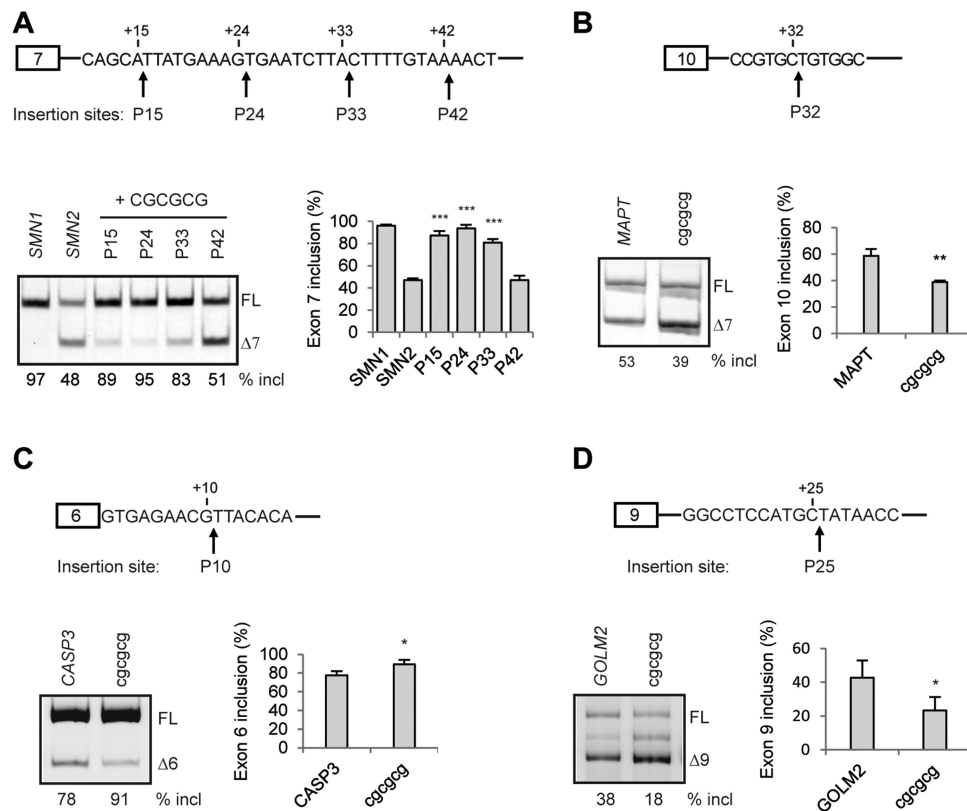 A
+15 +24 +33 +42
7 CAGCATTATGAAAGTGAATCTTACTTTTGTAAAACT
Insertion sites: P15 P24 P33 P42
+ CGCGCG
SMN1 SMN2 P15 P24 P33 P42
FL
Δ7
97 48 89 95 83 51 % incl
Exon 7 inclusion (%)
100
80
60
40
20
0
*** *** ***
SMN1 SMN2 P15 P24 P33 P42
B
+32
10 CCGTGCTGTGGC
P32
MAPT cgcgcg
FL
Δ7
53 39 % incl
Exon 10 inclusion (%)
80
60
40
20
0
**
MAPT cgcgcg
C
+10
6 GTGAGAACGTTACACA
Insertion site: P10
CASP3 cgcgcg
FL
Δ6
78 91 % incl
Exon 6 inclusion (%)
100
80
60
40
20
0
*
CASP3 cgcgcg
D
+25
9 GGCCTCCATGCTATAACC
Insertion site: P25
GOLM2 cgcgcg
FL
Δ9
38 18 % incl
Exon 9 inclusion (%)
60
40
20
0
*
GOLM2 cgcgcg